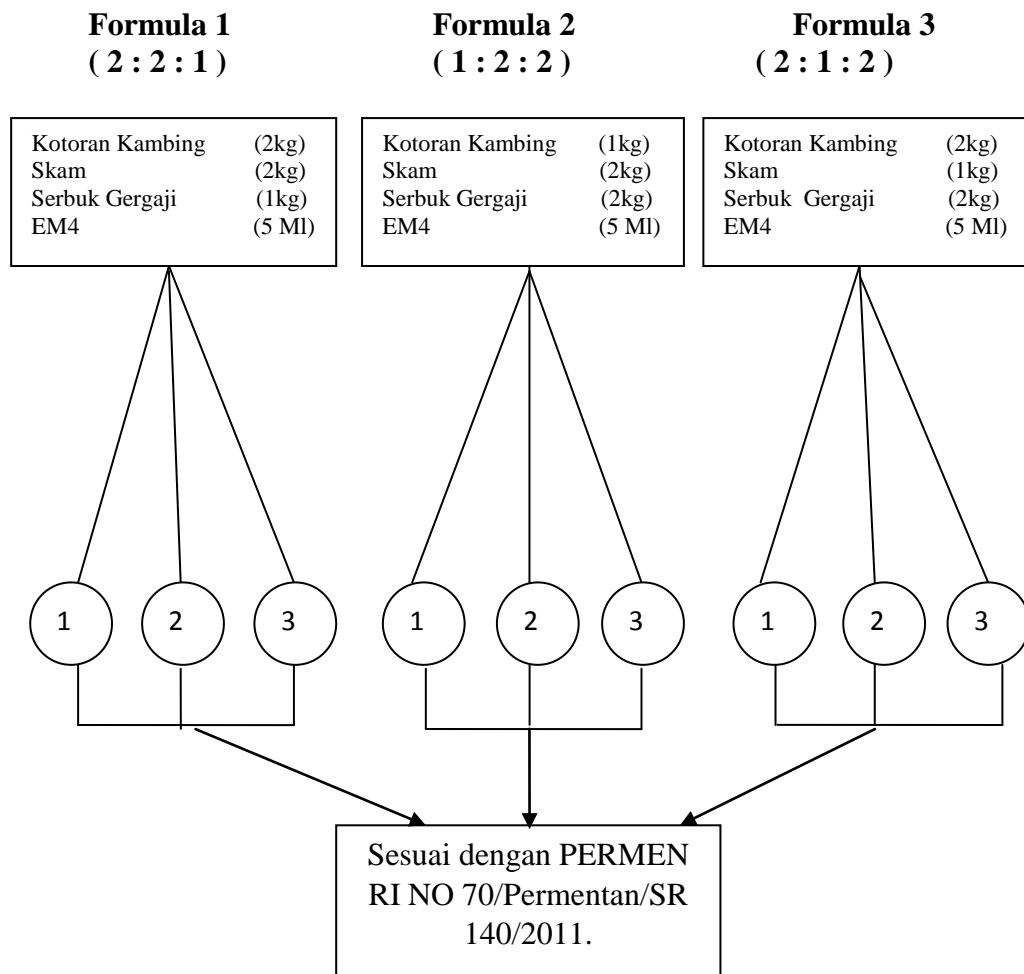 Formula 1
( 2 : 2 : 1 )
Formula 2
( 1 : 2 : 2 )
Formula 3
( 2 : 1 : 2 )
Kotoran Kambing (2kg)
Skam (2kg)
Serbuk Gergaji (1kg)
EM4 (5 Ml)
Kotoran Kambing (1kg)
Skam (2kg)
Serbuk Gergaji (2kg)
EM4 (5 Ml)
Kotoran Kambing (2kg)
Skam (1kg)
Serbuk Gergaji (2kg)
EM4 (5 Ml)
1 2 3
1 2 3
1 2 3
Sesuai dengan PERMEN
RI NO 70/Permentan/SR
140/2011.